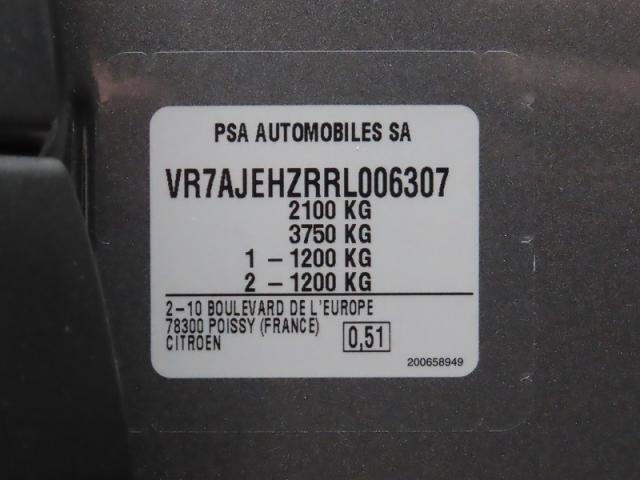 PSA AUTOMOBILES SA
VR7AJEHZRRL006307
2100 KG
3750 KG
1 - 1200 KG
2 - 1200 KG
2-10 BOULEVARD DE L'EUROPE
78300 POISSY (FRANCE)
CITROEN
0,51
200658949